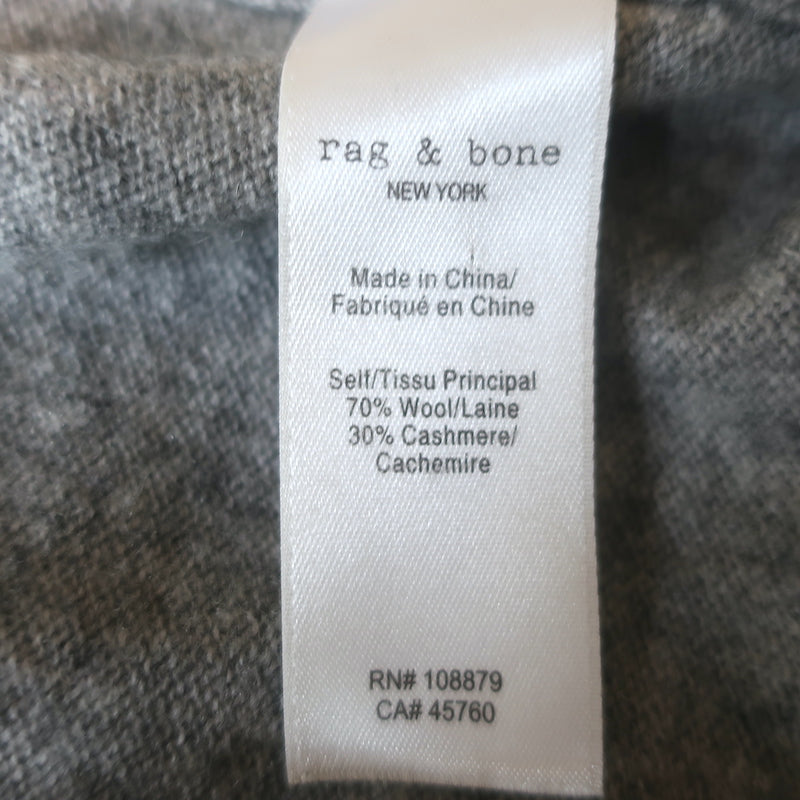 rag & bone
NEW YORK
Made in China/
Fabriqué en Chine
Self/Tissu Principal
70% Wool/Laine
30% Cashmere/
Cachemire
RN# 108879
CA# 45760